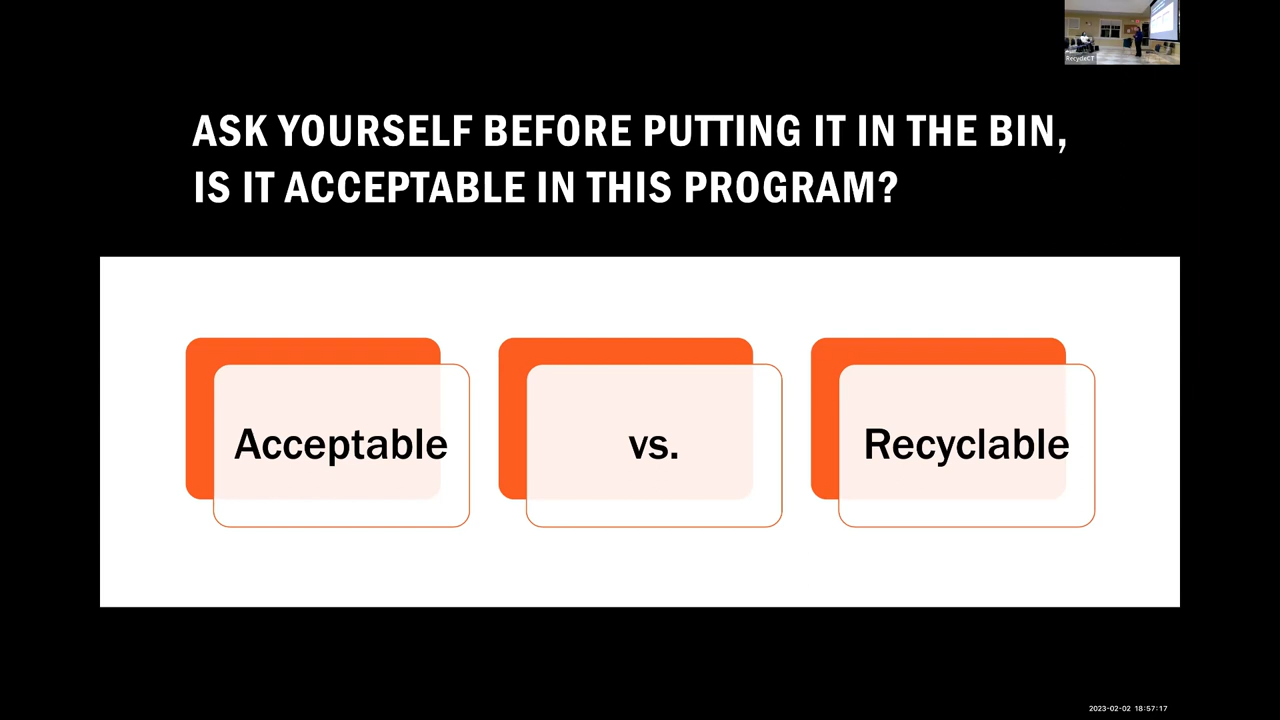 RecycleCT
ASK YOURSELF BEFORE PUTTING IT IN THE BIN,
IS IT ACCEPTABLE IN THIS PROGRAM?
Acceptable
vs.
Recyclable
2023-02-02 18:57:17